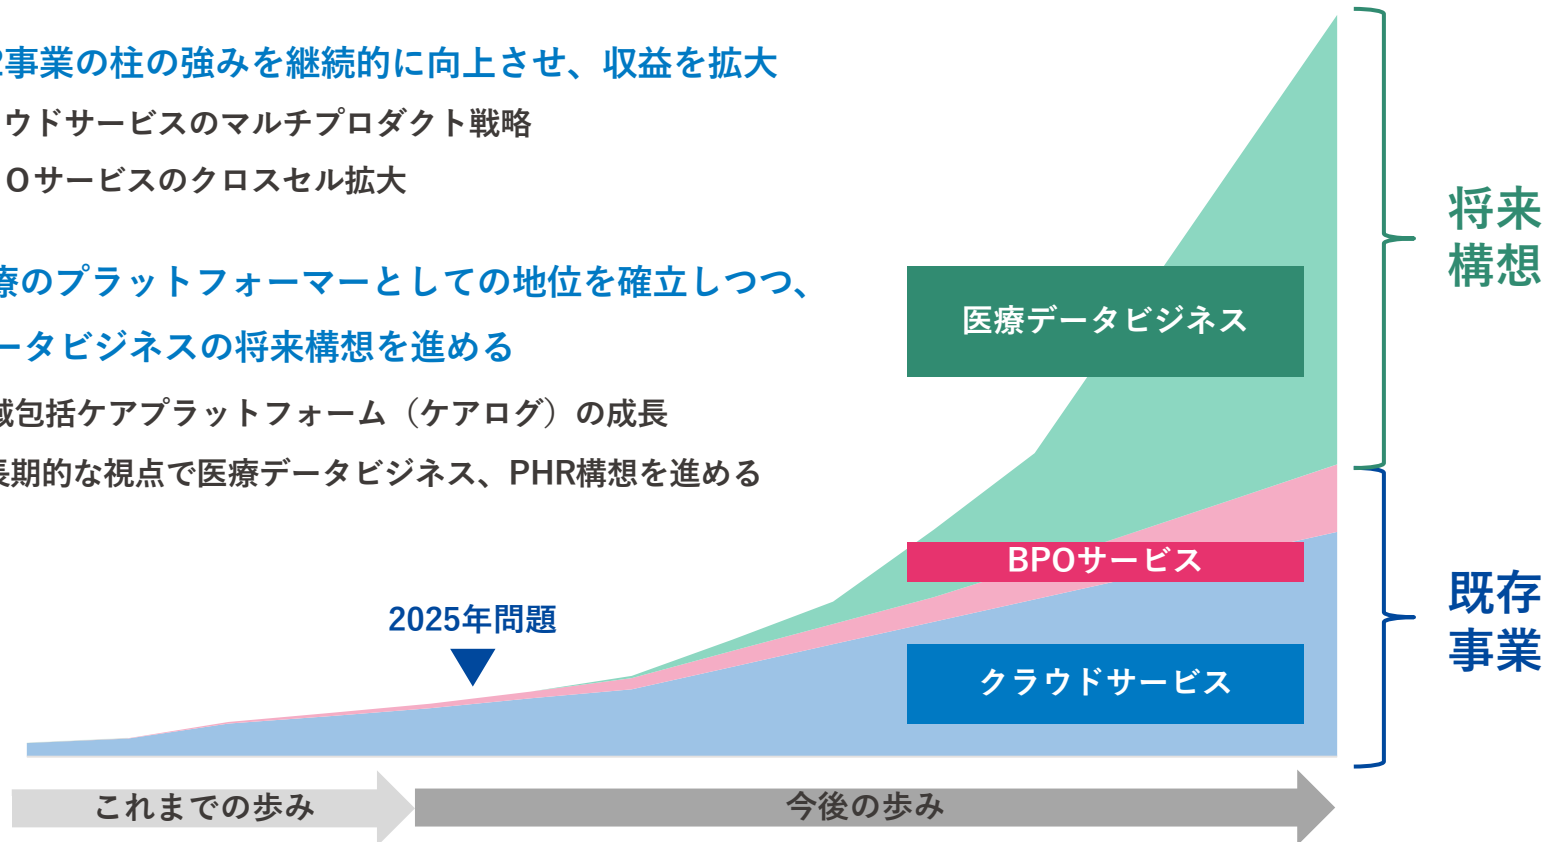 2事業の柱の強みを継続的に向上させ、収益を拡大
ウドサービスのマルチプロダクト戦略
Oサービスのクロスセル拡大
療のプラットフォーマーとしての地位を確立しつつ、
ータビジネスの将来構想を進める
域包括ケアプラットフォーム（ケアログ）の成長
長期的な視点で医療データビジネス、PHR構想を進める
将来
構想
医療データビジネス
BPOサービス
2025年問題
既存
事業
クラウドサービス
これまでの歩み
今後の歩み